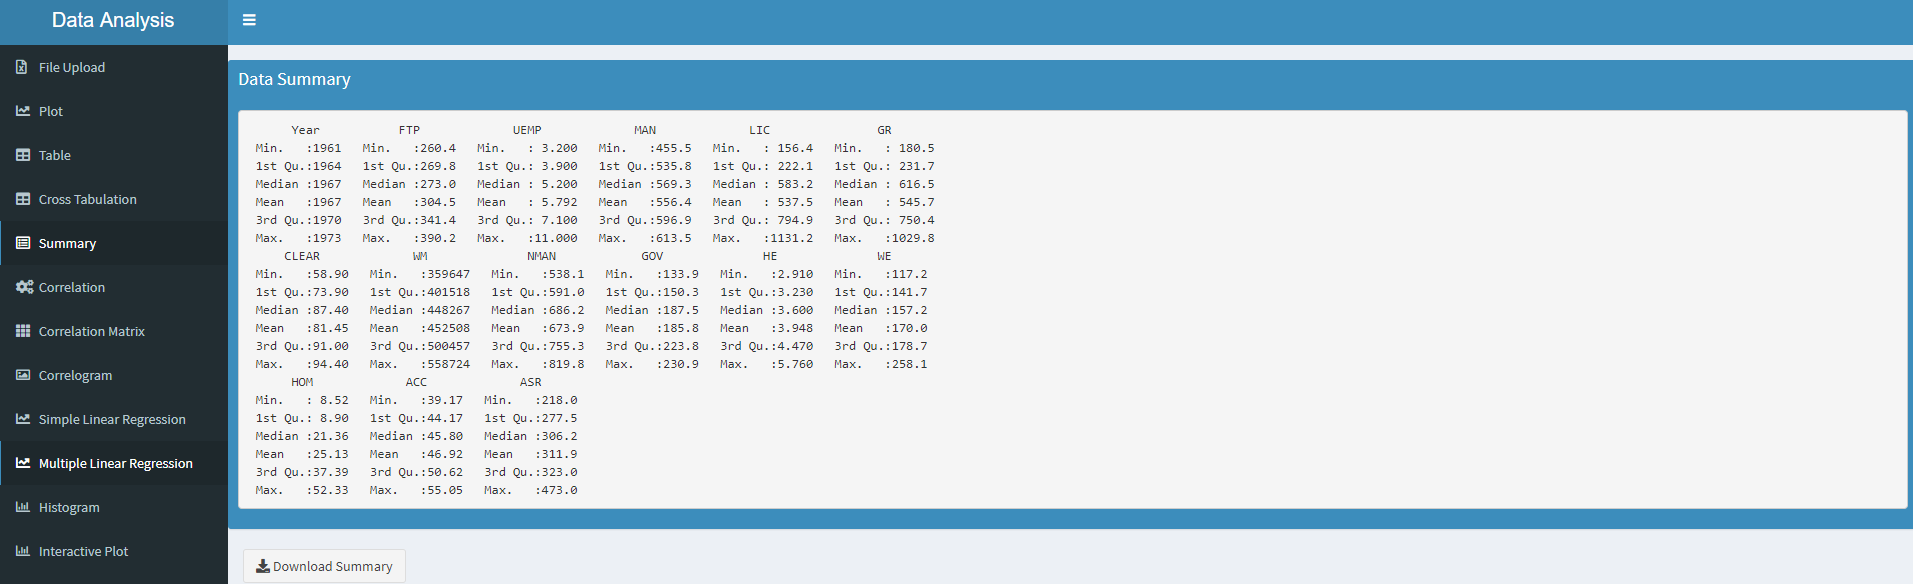 Data Analysis
File Upload
Plot
Table
Cross Tabulation
Summary
Correlation
Correlation Matrix
Correlogram
Simple Linear Regression
Multiple Linear Regression
Histogram
Interactive Plot
Data Summary
Year FTP UEMP MAN LIC GR
Min. :1961 Min. :260.4 Min. : 3.200 Min. :455.5 Min. : 156.4 Min. : 180.5
1st Qu.:1964 1st Qu.:269.8 1st Qu.: 3.900 1st Qu.:535.8 1st Qu.: 222.1 1st Qu.: 231.7
Median :1967 Median :273.0 Median : 5.200 Median :569.3 Median : 583.2 Median : 616.5
Mean :1967 Mean :304.5 Mean : 5.792 Mean :556.4 Mean : 537.5 Mean : 545.7
3rd Qu.:1970 3rd Qu.:341.4 3rd Qu.: 7.100 3rd Qu.:596.9 3rd Qu.: 794.9 3rd Qu.: 750.4
Max. :1973 Max. :390.2 Max. :11.000 Max. :613.5 Max. :1131.2 Max. :1029.8
CLEAR WM NMAN GOV HE WE
Min. :58.90 Min. :359647 Min. :538.1 Min. :133.9 Min. :2.910 Min. :117.2
1st Qu.:73.90 1st Qu.:401518 1st Qu.:591.0 1st Qu.:150.3 1st Qu.:3.230 1st Qu.:141.7
Median :87.40 Median :448267 Median :686.2 Median :187.5 Median :3.600 Median :157.2
Mean :81.45 Mean :452508 Mean :673.9 Mean :185.8 Mean :3.948 Mean :170.0
3rd Qu.:91.00 3rd Qu.:500457 3rd Qu.:755.3 3rd Qu.:223.8 3rd Qu.:4.470 3rd Qu.:178.7
Max. :94.40 Max. :558724 Max. :819.8 Max. :230.9 Max. :5.760 Max. :258.1
HOM ACC ASR
Min. : 8.52 Min. :39.17 Min. :218.0
1st Qu.: 8.90 1st Qu.:44.17 1st Qu.:277.5
Median :21.36 Median :45.80 Median :306.2
Mean :25.13 Mean :46.92 Mean :311.9
3rd Qu.:37.39 3rd Qu.:50.62 3rd Qu.:323.0
Max. :52.33 Max. :55.05 Max. :473.0
Download Summary